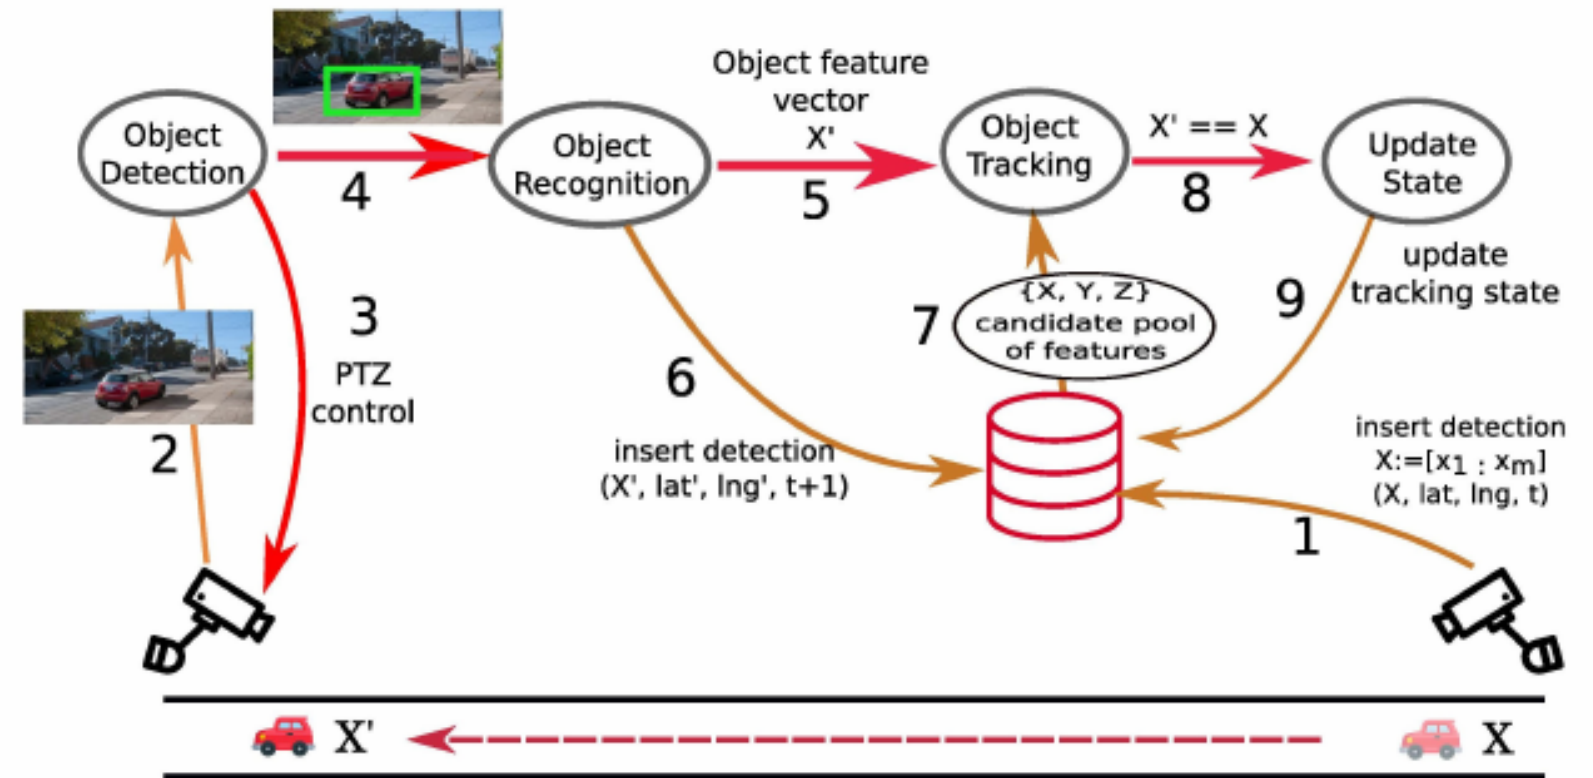 Object
Detection
4
Object
Recognition
Object feature
vector
X'
5
Object
Tracking
X' == X
8
Update
State
2
3
PTZ
control
6
insert detection
(X', lat', lng', t+1)
7
{X, Y, Z}
candidate pool
of features
9
update
tracking state
insert detection
X:=[x1 : xm]
(X, lat, lng, t)
1
X'
X